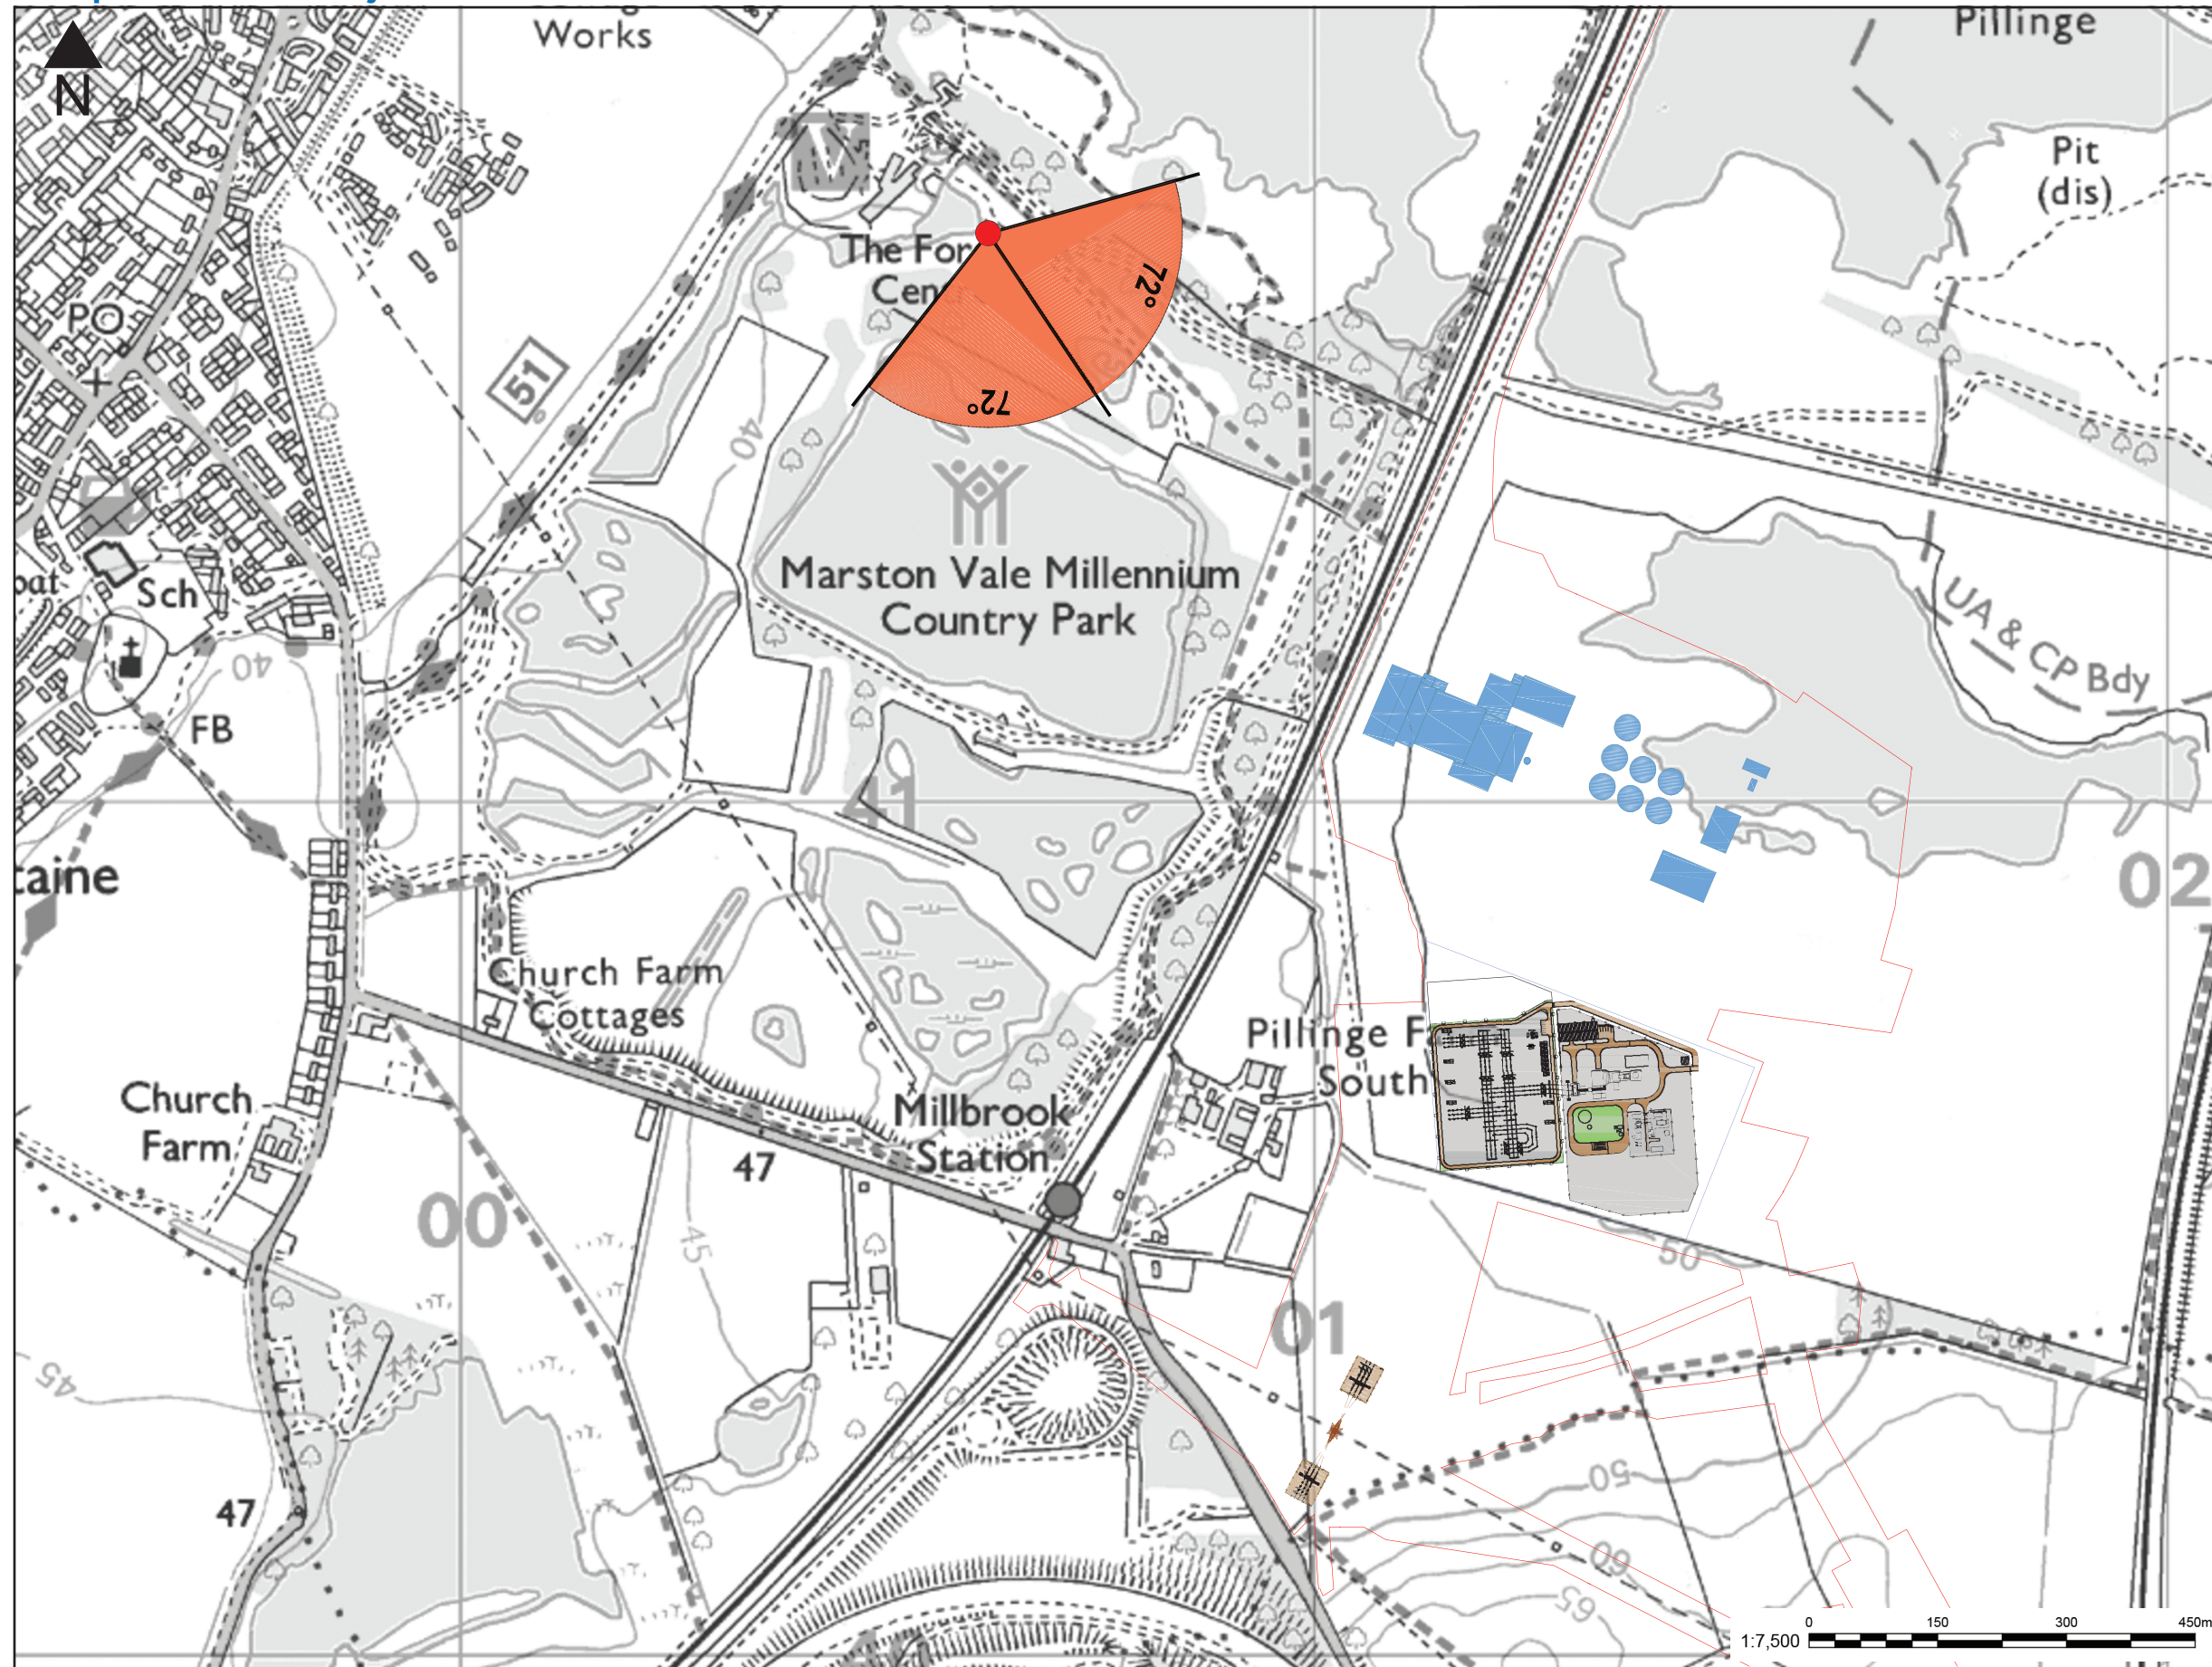 Works
Pillinge
N
Pit
(dis)
V
The For
Cen
72°
72°
PO
51
40
Marston Vale Millennium
Country Park
Sch
oat
40
FB
UA & CP Bdy
41
02
taine
Church Farm
Cottages
Pillinge F
South
Church
Farm
Millbrook
Station
47
00
45
50
01
45
50
47
60
65
0 150 300 450m
1:7,500